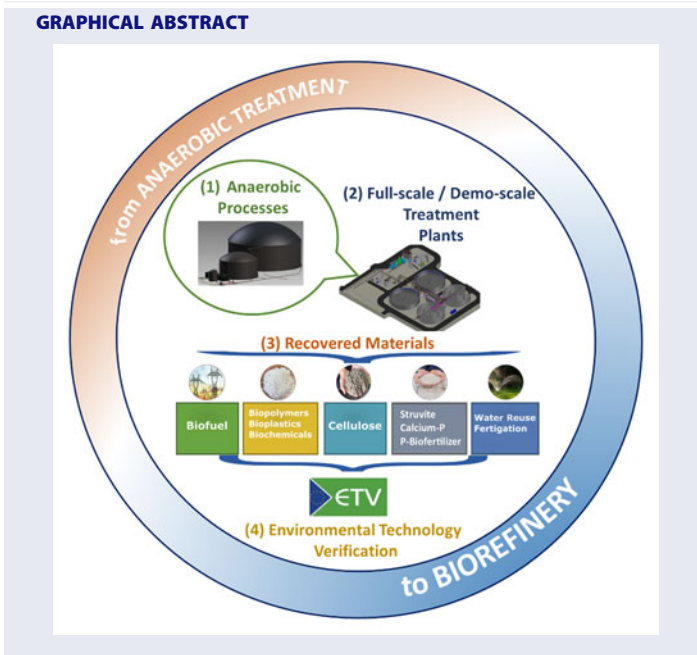 GRAPHICAL ABSTRACT
from ANAEROBIC TREATMENT
(1) Anaerobic
Processes
(2) Full-scale / Demo-scale
Treatment
Plants
(3) Recovered Materials
Biofuel
Biopolymers
Bioplastics
Biochemicals
Cellulose
Struvite
Calcium-P
P-Biofertilizer
Water Reuse
Fertigation
ETV
(4) Environmental Technology
Verification
to BIOREFINERY